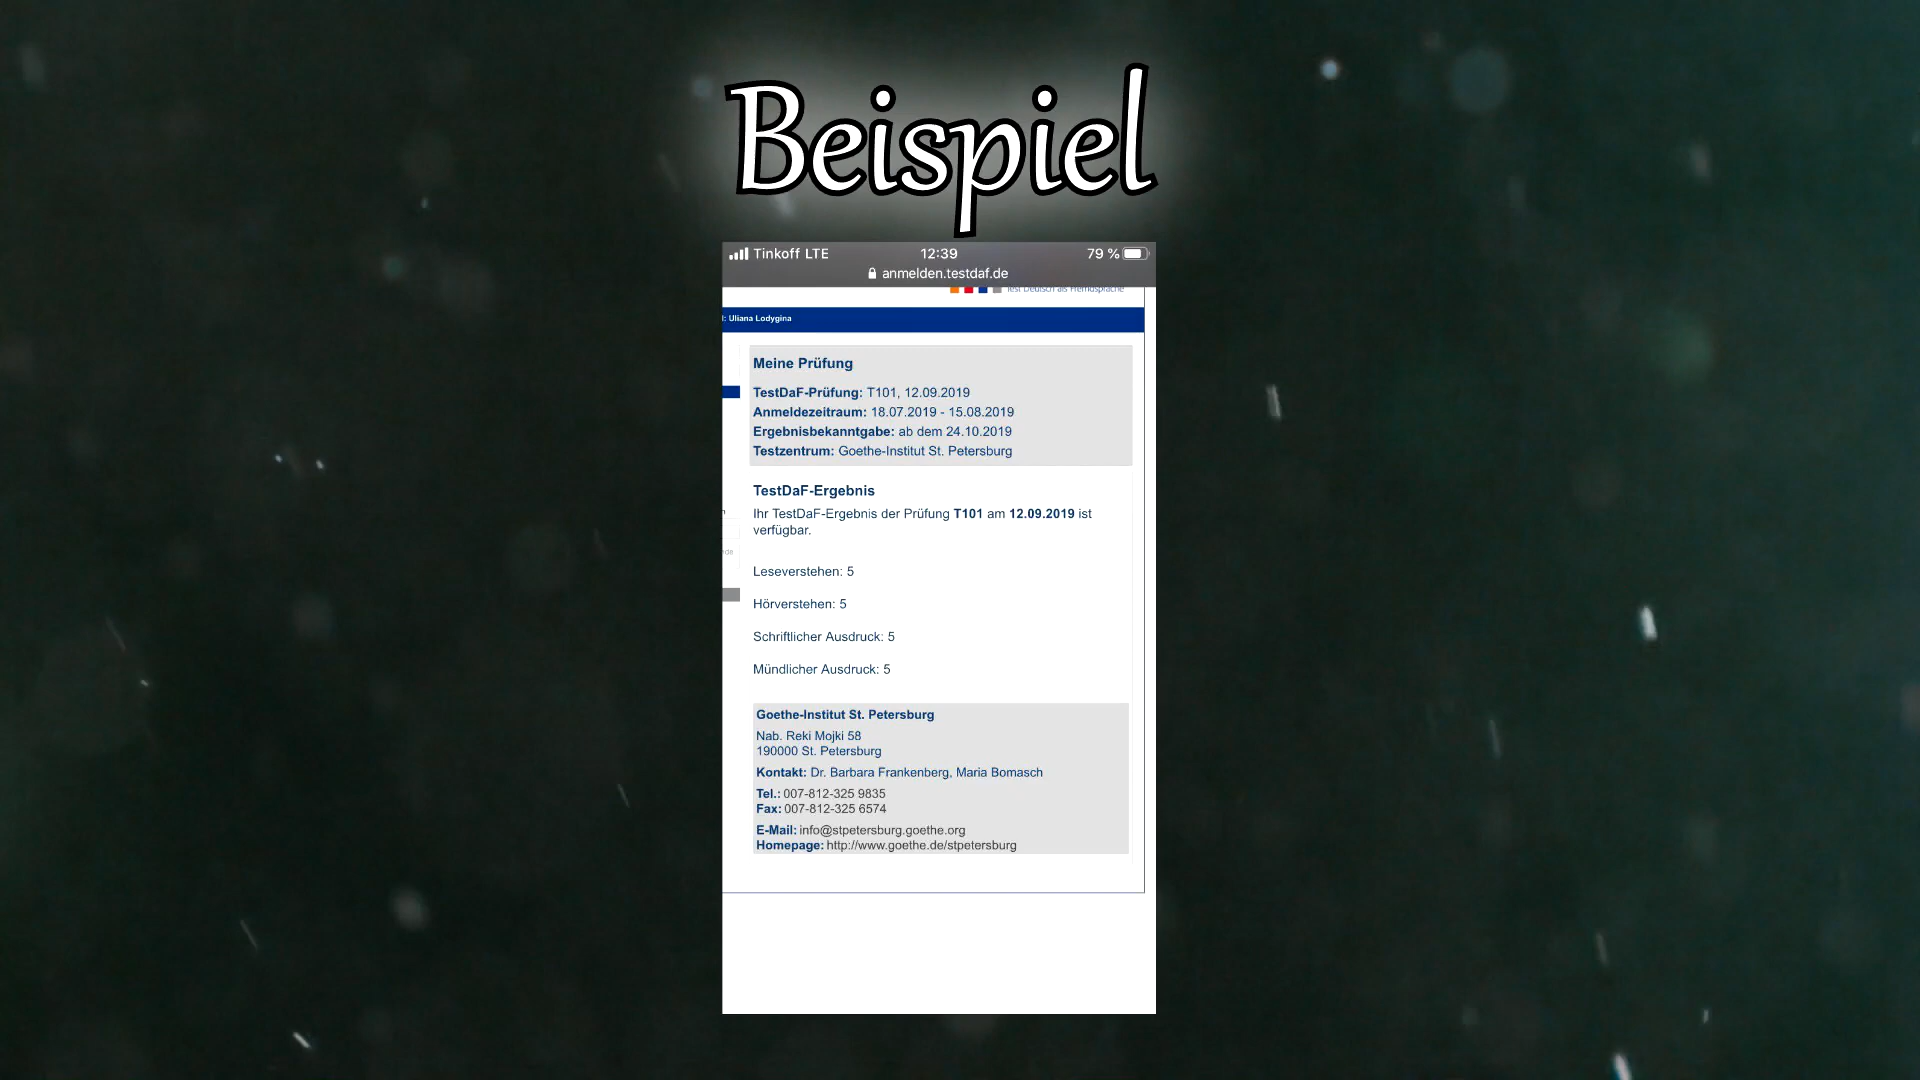 Beispiel
Tinkoff LTE 12:39 79 %
anmelden.testdaf.de
Test Deutsch als Fremdsprache
l: Uliana Lodygina
Meine Prüfung
TestDaF-Prüfung: T101, 12.09.2019
Anmeldezeitraum: 18.07.2019 - 15.08.2019
Ergebnisbekanntgabe: ab dem 24.10.2019
Testzentrum: Goethe-Institut St. Petersburg
TestDaF-Ergebnis
Ihr TestDaF-Ergebnis der Prüfung T101 am 12.09.2019 ist
verfügbar.
Leseverstehen: 5
Hörverstehen: 5
Schriftlicher Ausdruck: 5
Mündlicher Ausdruck: 5
Goethe-Institut St. Petersburg
Nab. Reki Mojki 58
190000 St. Petersburg
Kontakt: Dr. Barbara Frankenberg, Maria Bomasch
Tel.: 007-812-325 9835
Fax: 007-812-325 6574
E-Mail: info@stpetersburg.goethe.org
Homepage: http://www.goethe.de/stpetersburg